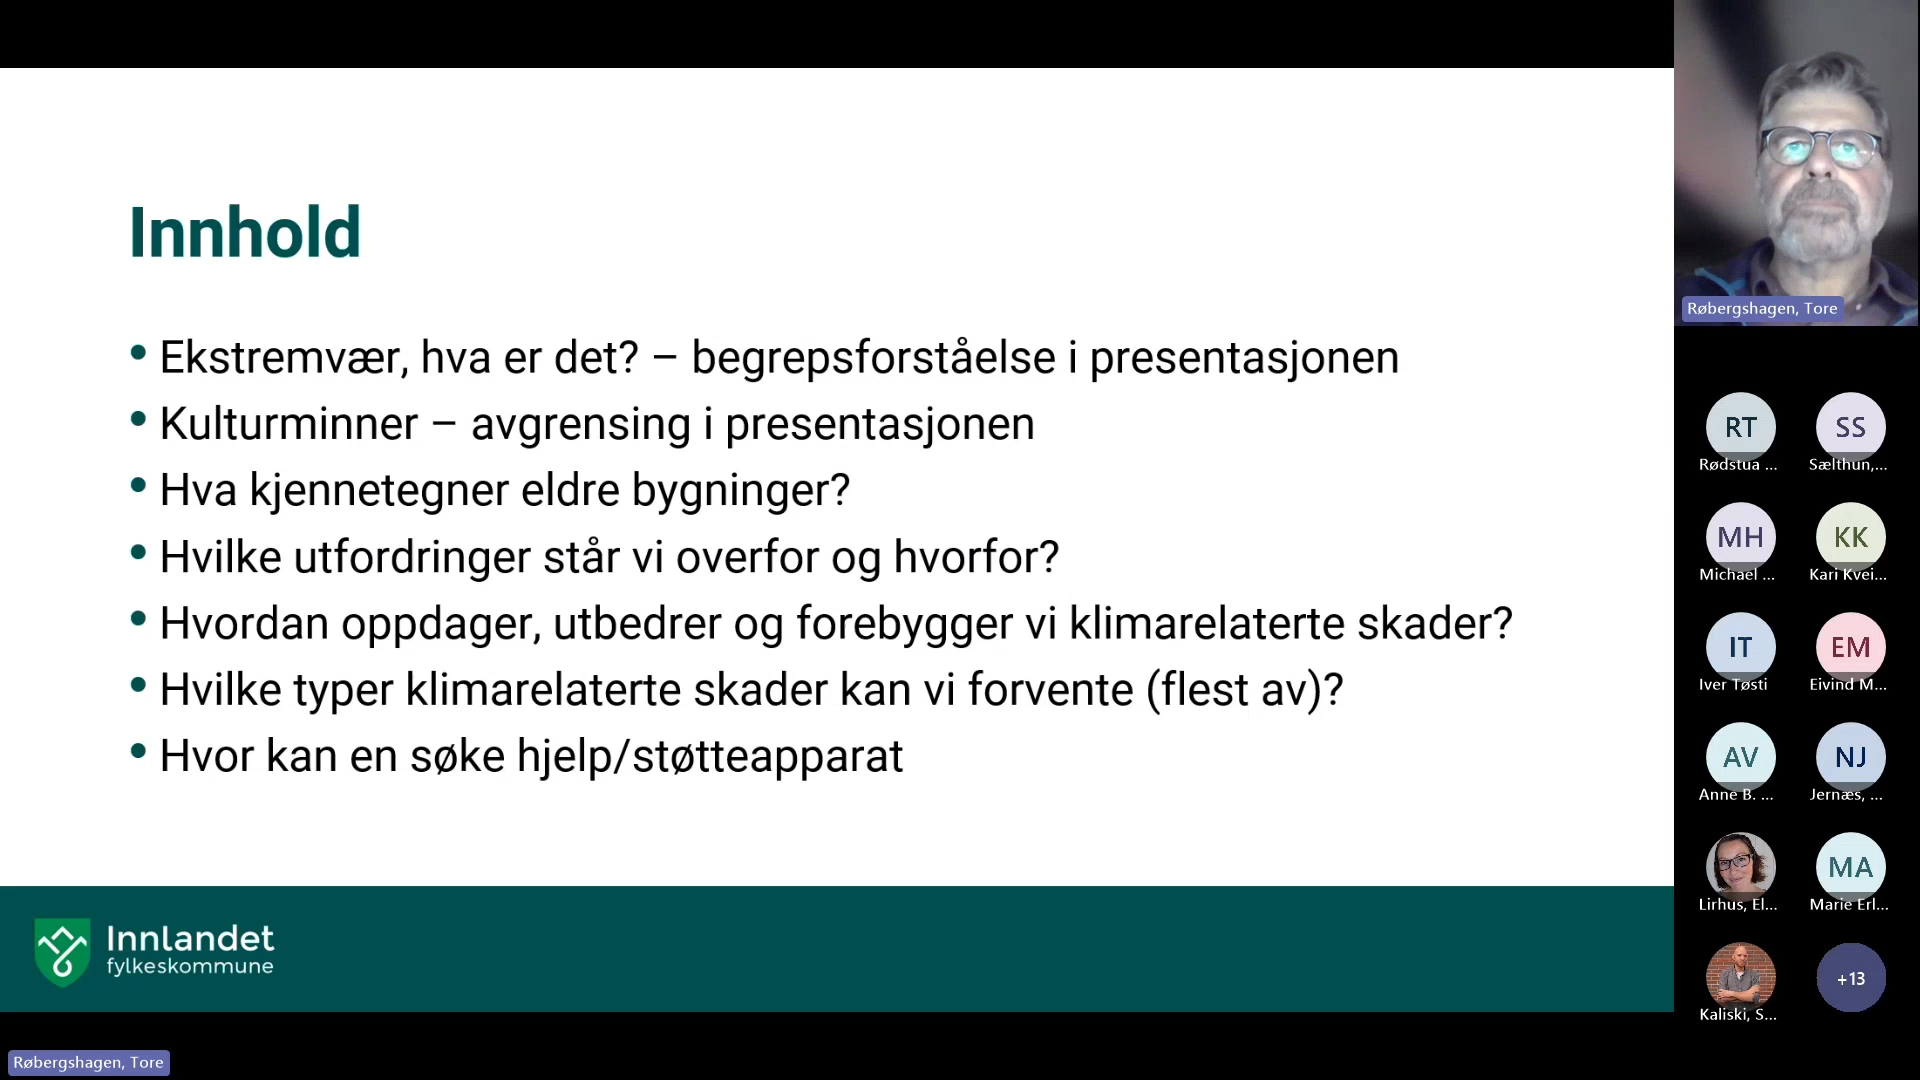 Innhold
• Ekstremvær, hva er det? – begrepsforståelse i presentasjonen
• Kulturminner – avgrensing i presentasjonen
• Hva kjennetegner eldre bygninger?
• Hvilke utfordringer står vi overfor og hvorfor?
• Hvordan oppdager, utbedrer og forebygger vi klimarelaterte skader?
• Hvilke typer klimarelaterte skader kan vi forvente (flest av)?
• Hvor kan en søke hjelp/støtteapparat
Innlandet
fylkeskommune
Røbergshagen, Tore
Røbergshagen, Tore
RT
Rødstua ...
SS
Sælthun,...
MH
Michael ...
KK
Kari Kvei...
IT
Iver Tøsti
EM
Eivind M...
AV
Anne B. ...
NJ
Jernæs, ...
Lirhus, El...
MA
Marie Erl...
Kaliski, S...
+13